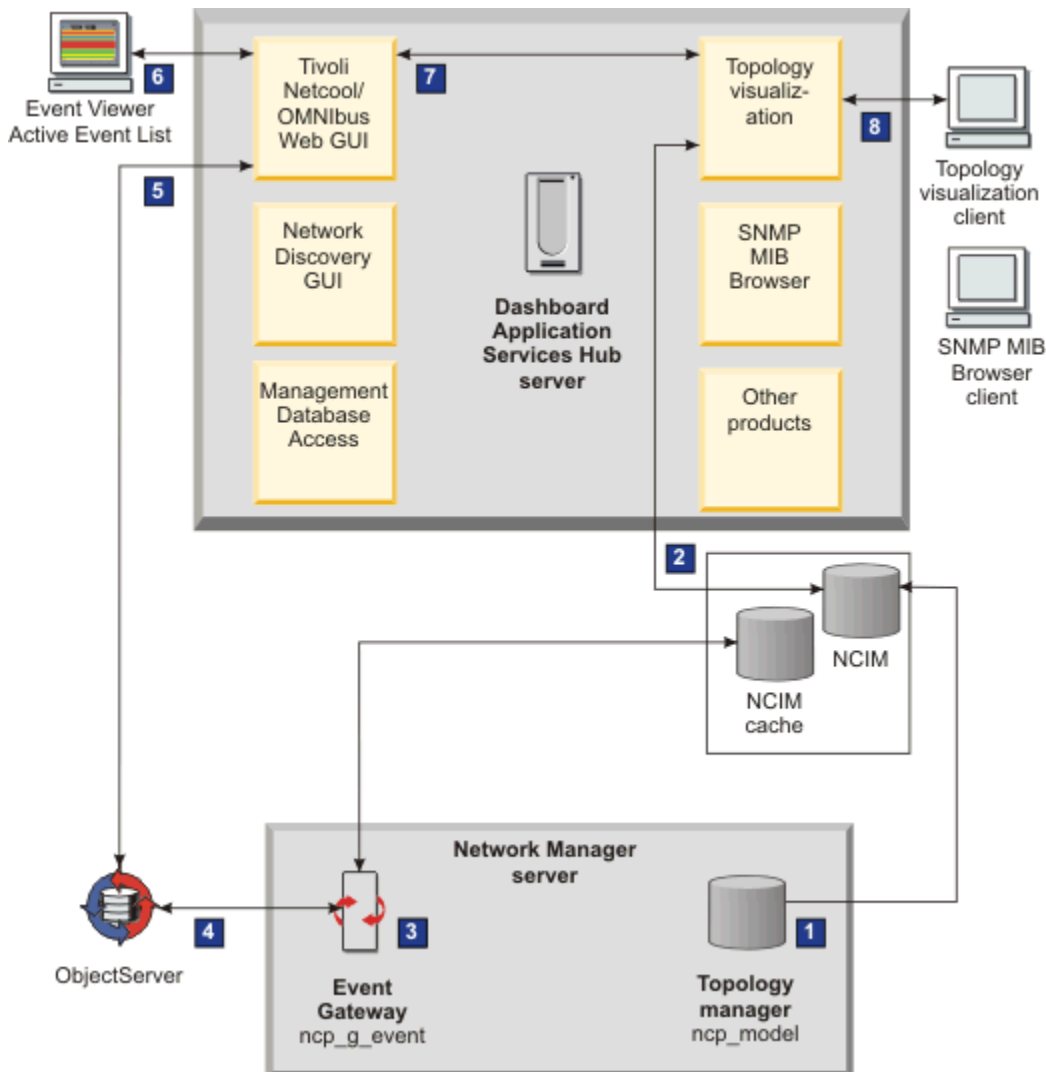 6
Event Viewer
Active Event List
Tivoli
Netcool/
OMNIbus
Web GUI
7
Topology
visualiz-
ation
8
Topology
visualization
client
5
Network
Discovery
GUI
Dashboard
Application
Services Hub
server
SNMP
MIB
Browser
SNMP MIB
Browser
client
Management
Database
Access
Other
products
2
NCIM
NCIM
cache
Network Manager
server
4
ObjectServer
3
Event
Gateway
ncp_g_event
1
Topology
manager
ncp_model